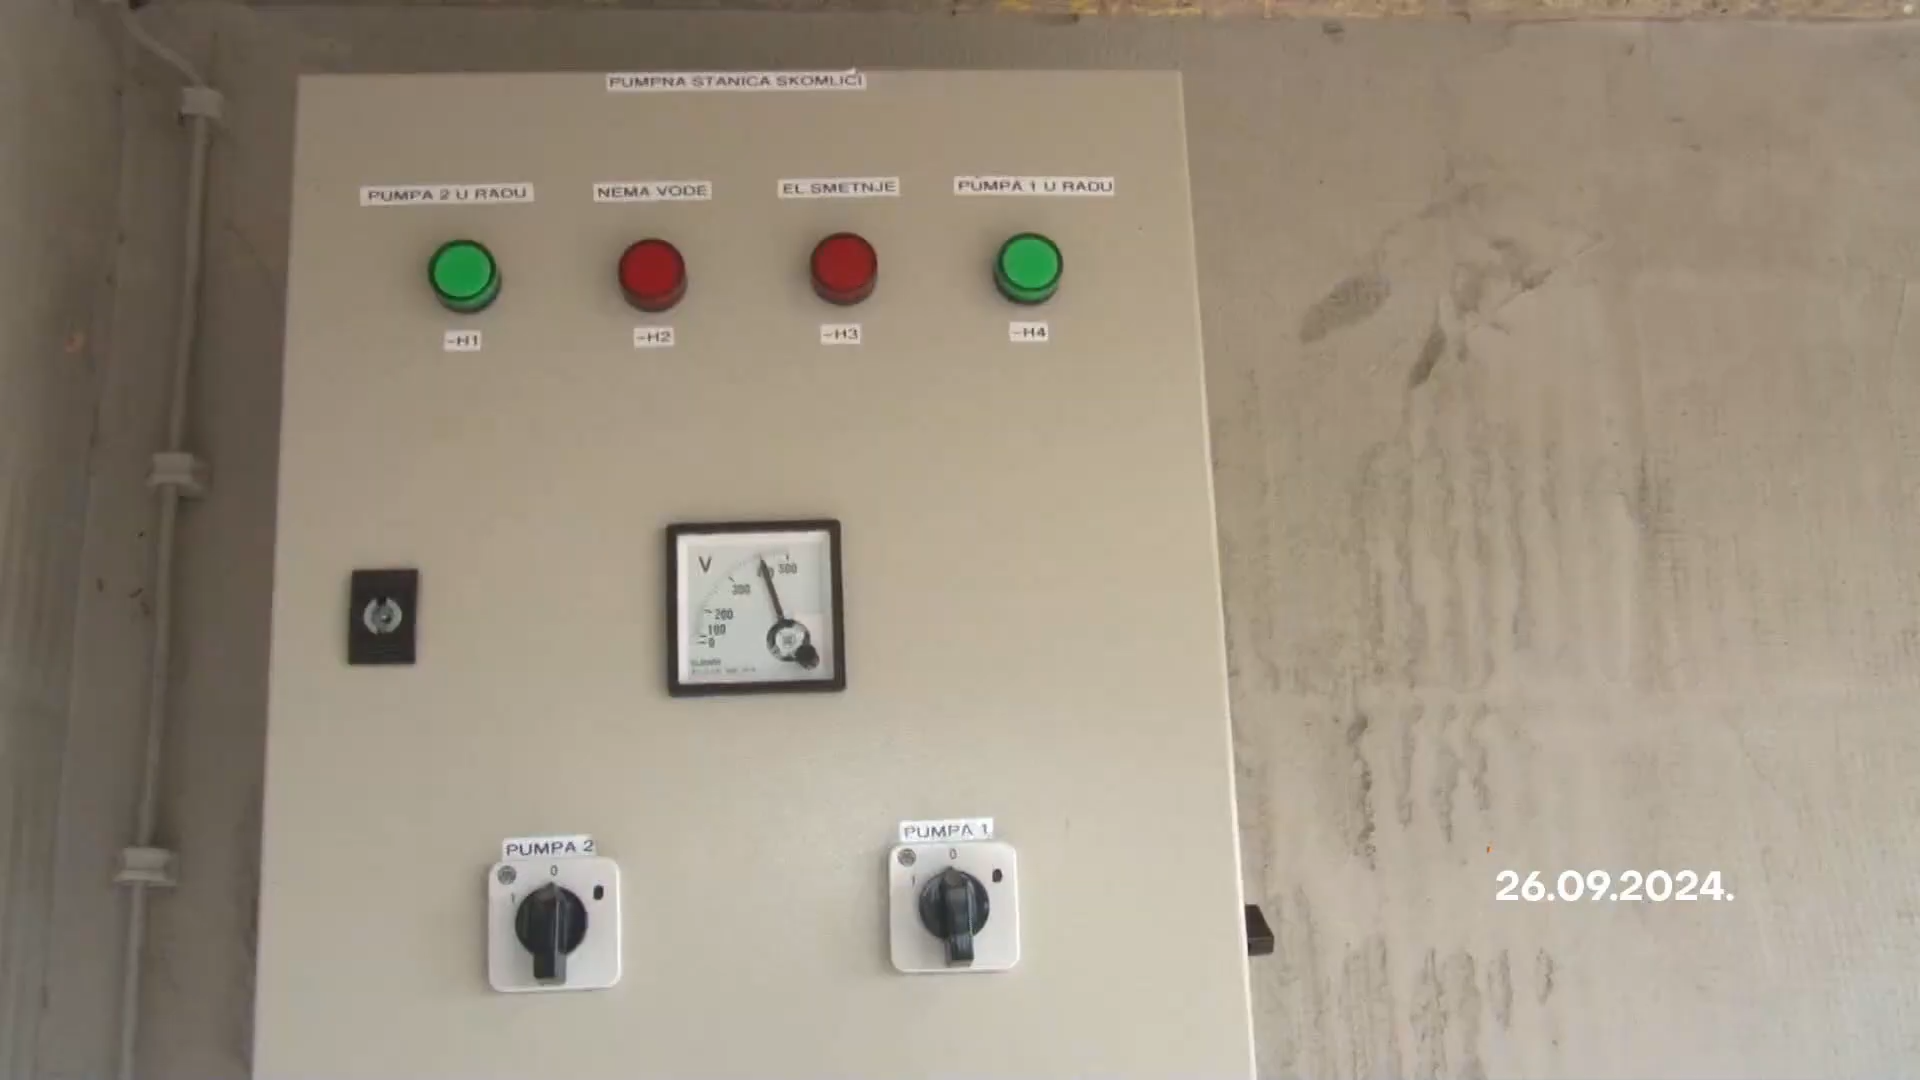 PUMPNA STANICA SKOMLICI
PUMPA 2 U RADU
NEMA VODE
EL.SMETNJE
PUMPA 1 U RADU
-H1
-H2
-H3
-H4
V
500
300
200
100
0
PUMPA 2
0
1
PUMPA 1
0
1
26.09.2024.